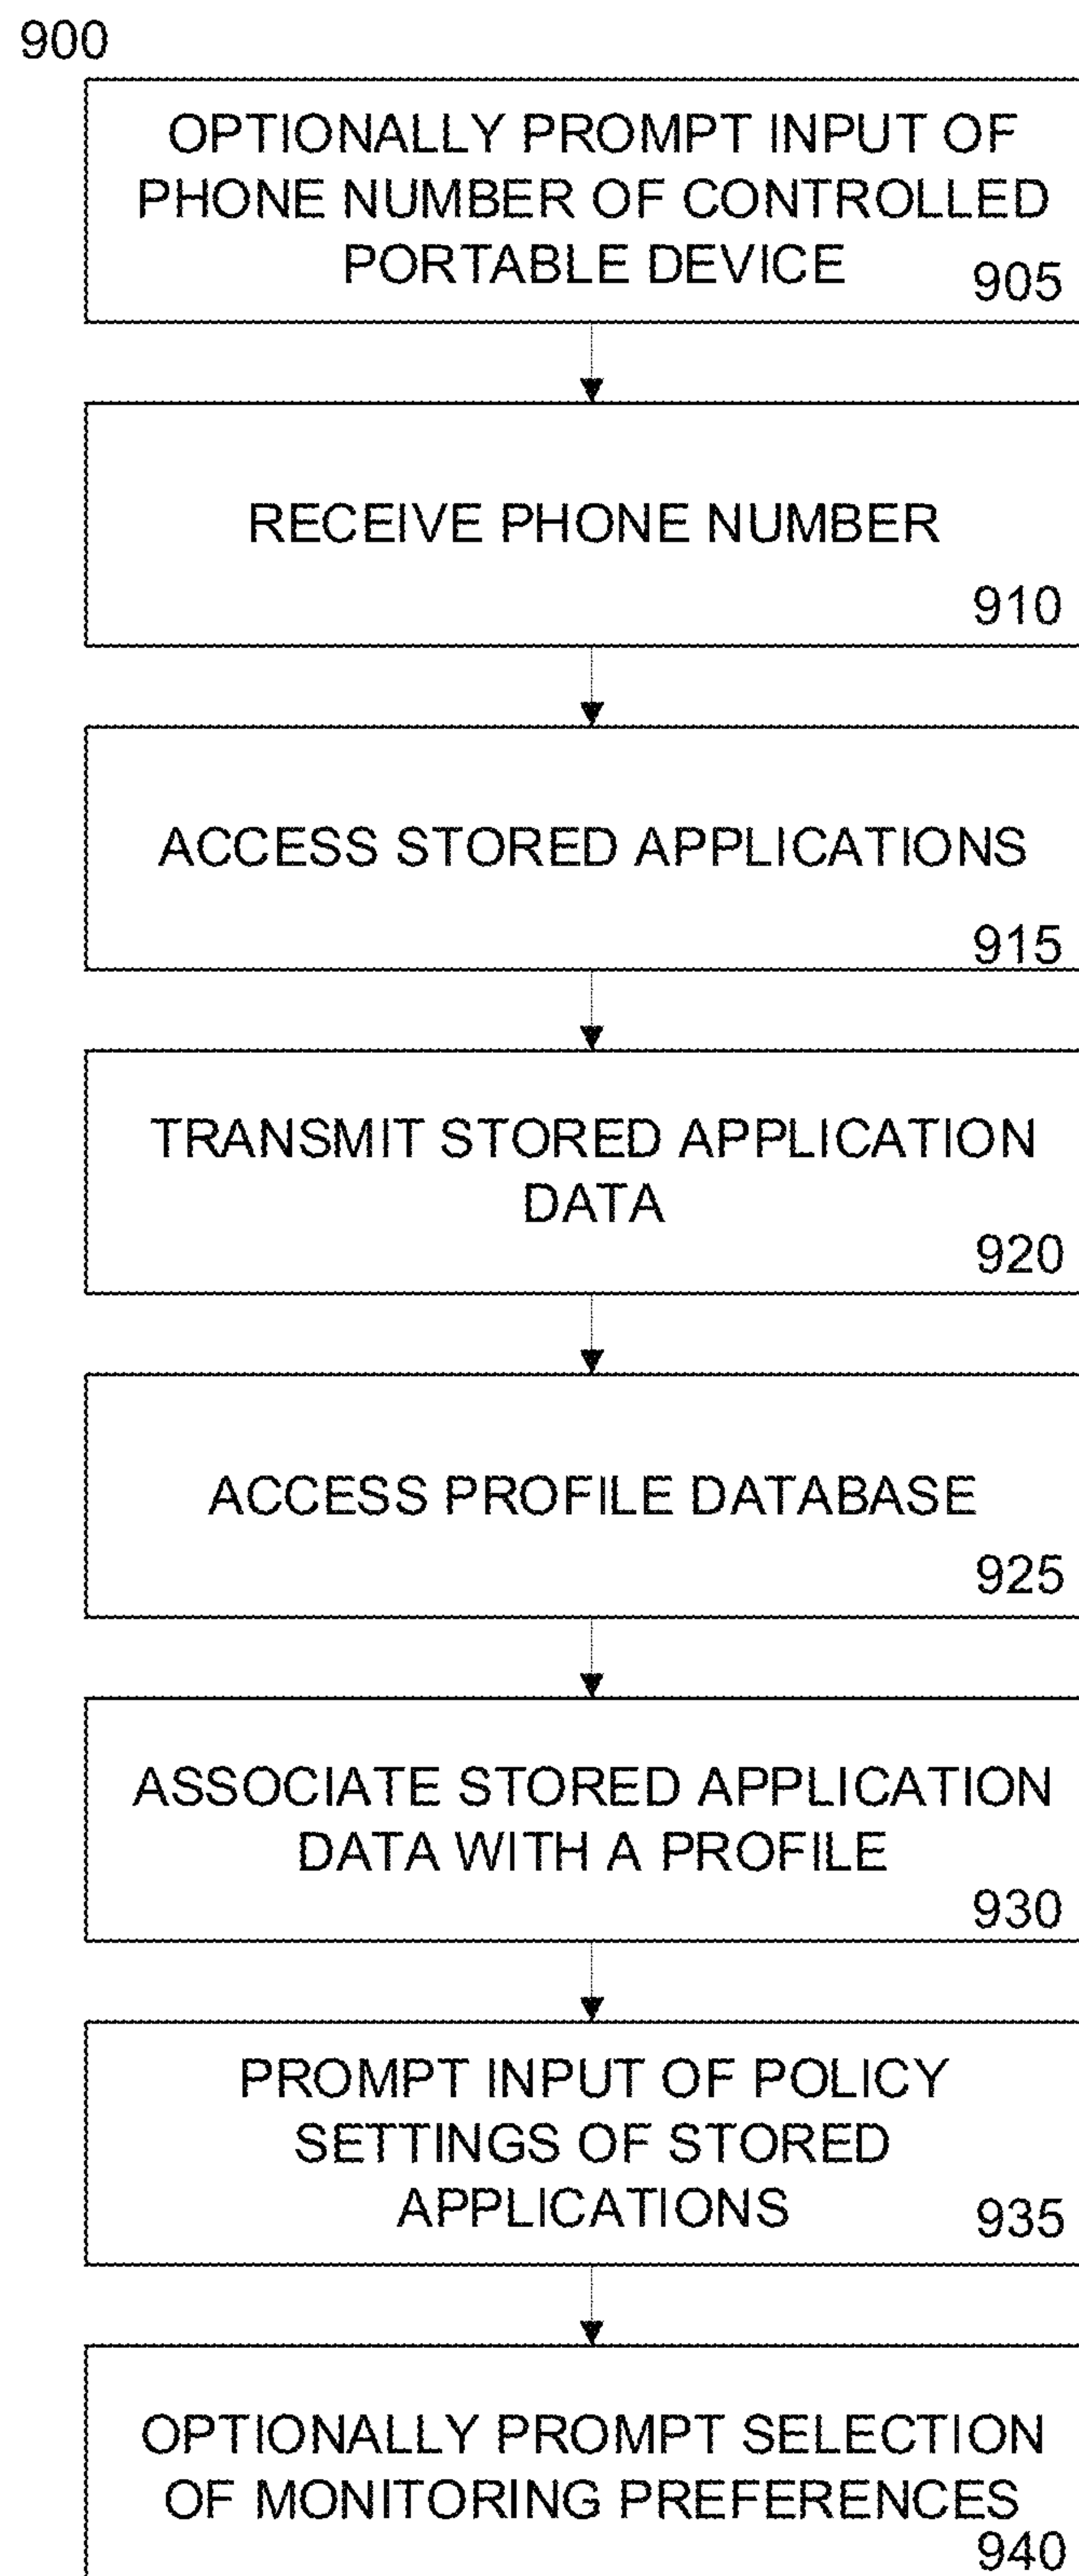 900
OPTIONALLY PROMPT INPUT OF
PHONE NUMBER OF CONTROLLED
PORTABLE DEVICE
905
RECEIVE PHONE NUMBER
910
ACCESS STORED APPLICATIONS
915
TRANSMIT STORED APPLICATION
DATA
920
ACCESS PROFILE DATABASE
925
ASSOCIATE STORED APPLICATION
DATA WITH A PROFILE
930
PROMPT INPUT OF POLICY
SETTINGS OF STORED
APPLICATIONS
935
OPTIONALLY PROMPT SELECTION
OF MONITORING PREFERENCES
940